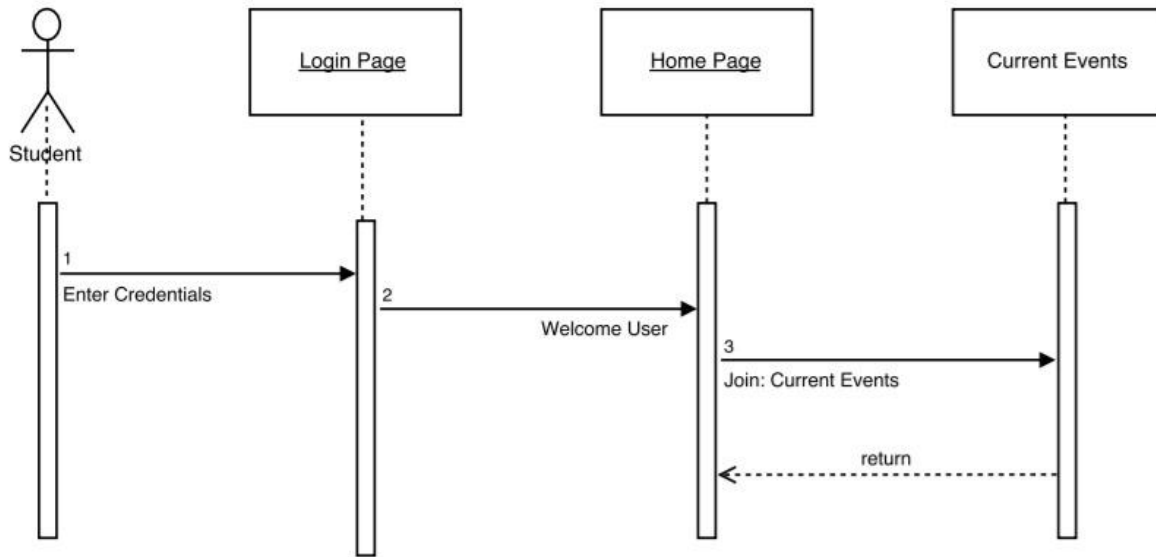 Login Page
Home Page
Current Events
Student
1
Enter Credentials
2
Welcome User
3
Join: Current Events
return